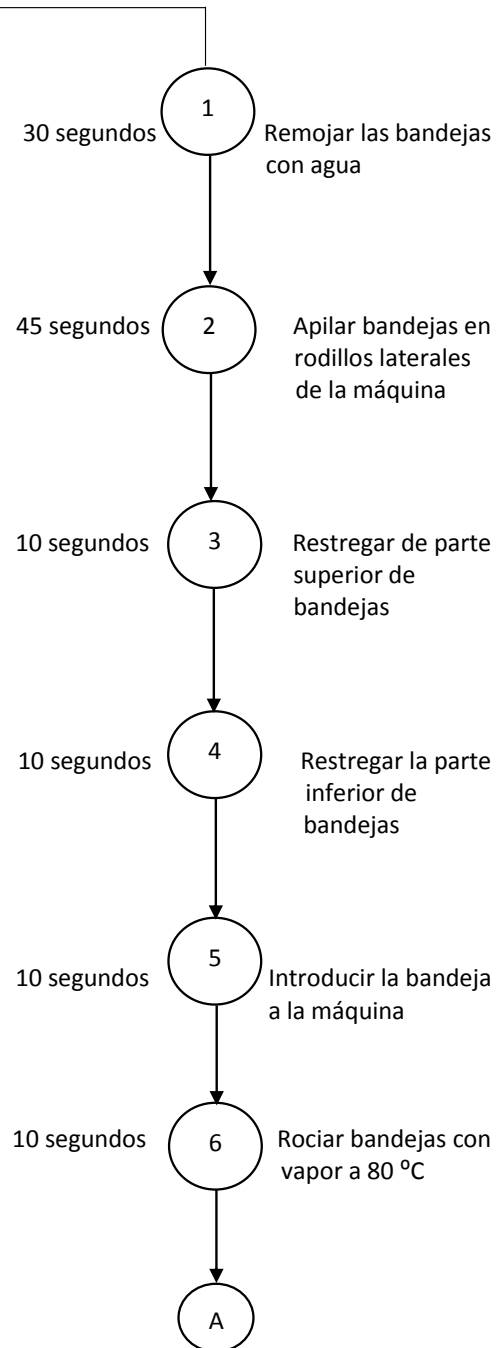 1
30 segundos Remojar las bandejas
con agua
45 segundos 2 Apilar bandejas en
rodillos laterales
de la máquina
10 segundos 3 Restregar de parte
superior de
bandejas
10 segundos 4 Restregar la parte
inferior de
bandejas
10 segundos 5 Introducir la bandeja
a la máquina
10 segundos 6 Rociar bandejas con
vapor a 80 ⁰C
A